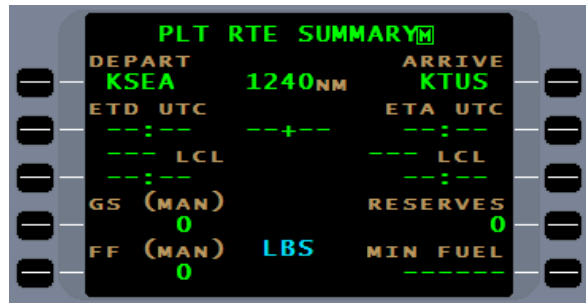 PLT RTE SUMMARY M
DEPART ARRIVE
KSEA 1240NM KTUS
ETD UTC ETA UTC
--:-- --+-- --:--
--- LCL --- LCL
--:-- --:--
GS (MAN) RESERVES
0 0
FF (MAN) LBS MIN FUEL
0 ------